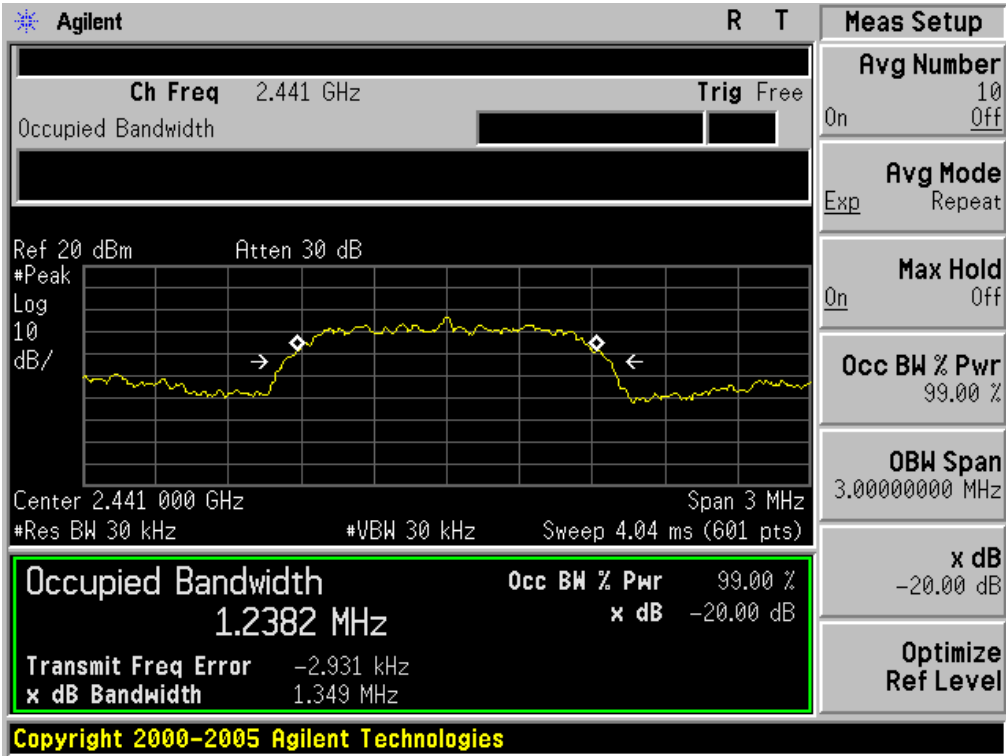 Agilent R T
Meas Setup
Ch Freq 2.441 GHz Trig Free
Occupied Bandwidth
Ref 20 dBm Atten 30 dB
#Peak
Log
10
dB/
Center 2.441 000 GHz Span 3 MHz
#Res BW 30 kHz #VBW 30 kHz Sweep 4.04 ms (601 pts)
Occupied Bandwidth
1.2382 MHz
Occ BW % Pwr 99.00 %
x dB -20.00 dB
Transmit Freq Error -2.931 kHz
x dB Bandwidth 1.349 MHz
Avg Number
10
On Off
Avg Mode
Exp Repeat
Max Hold
On Off
Occ BW % Pwr
99.00 %
OBW Span
3.00000000 MHz
x dB
-20.00 dB
Optimize
Ref Level
Copyright 2000-2005 Agilent Technologies